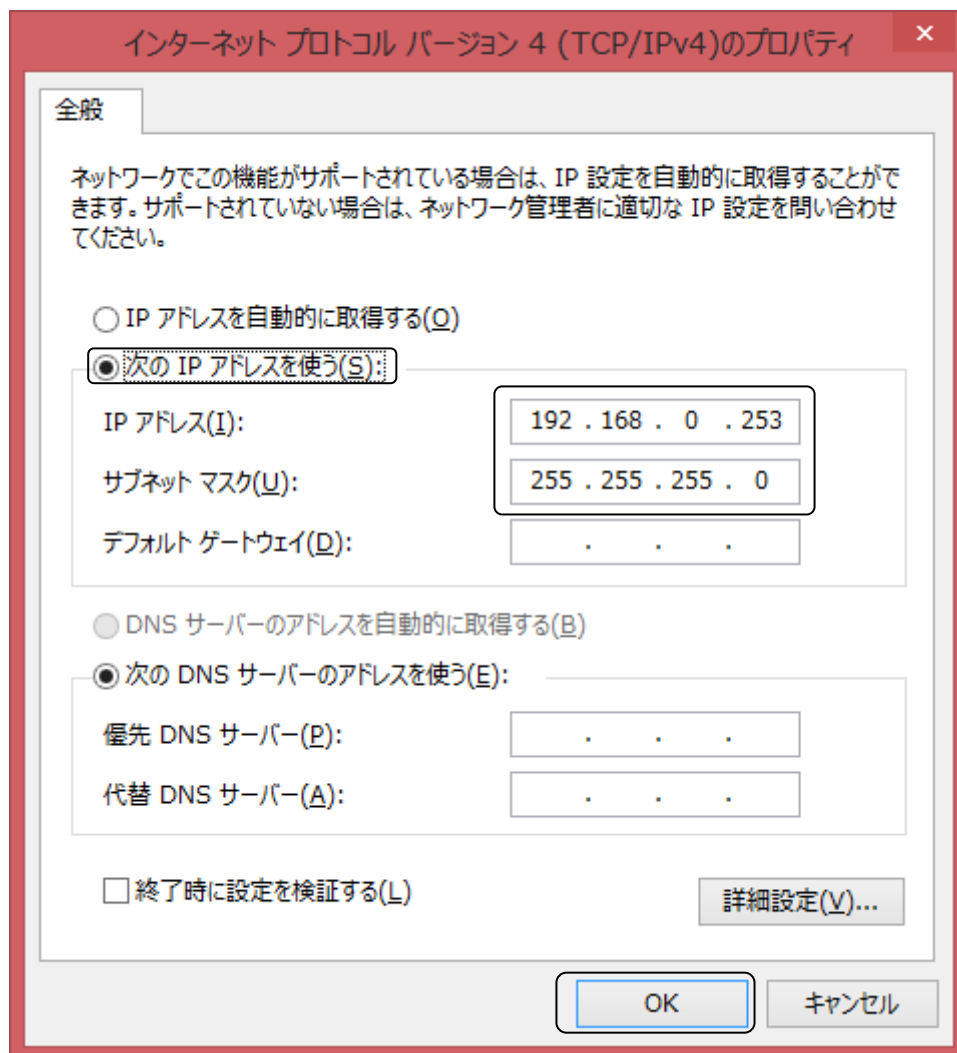 インターネット プロトコル バージョン 4 (TCP/IPv4)のプロパティ
×
全般
ネットワークでこの機能がサポートされている場合は、IP 設定を自動的に取得することがで
きます。サポートされていない場合は、ネットワーク管理者に適切な IP 設定を問い合わせ
てください。
IP アドレスを自動的に取得する(O)
次の IP アドレスを使う(S):
IP アドレス(I): 192 . 168 . 0 . 253
サブネット マスク(U): 255 . 255 . 255 . 0
デフォルト ゲートウェイ(D): . . .
DNS サーバーのアドレスを自動的に取得する(B)
次の DNS サーバーのアドレスを使う(E):
優先 DNS サーバー(P): . . .
代替 DNS サーバー(A): . . .
終了時に設定を検証する(L)
詳細設定(V)...
OK キャンセル